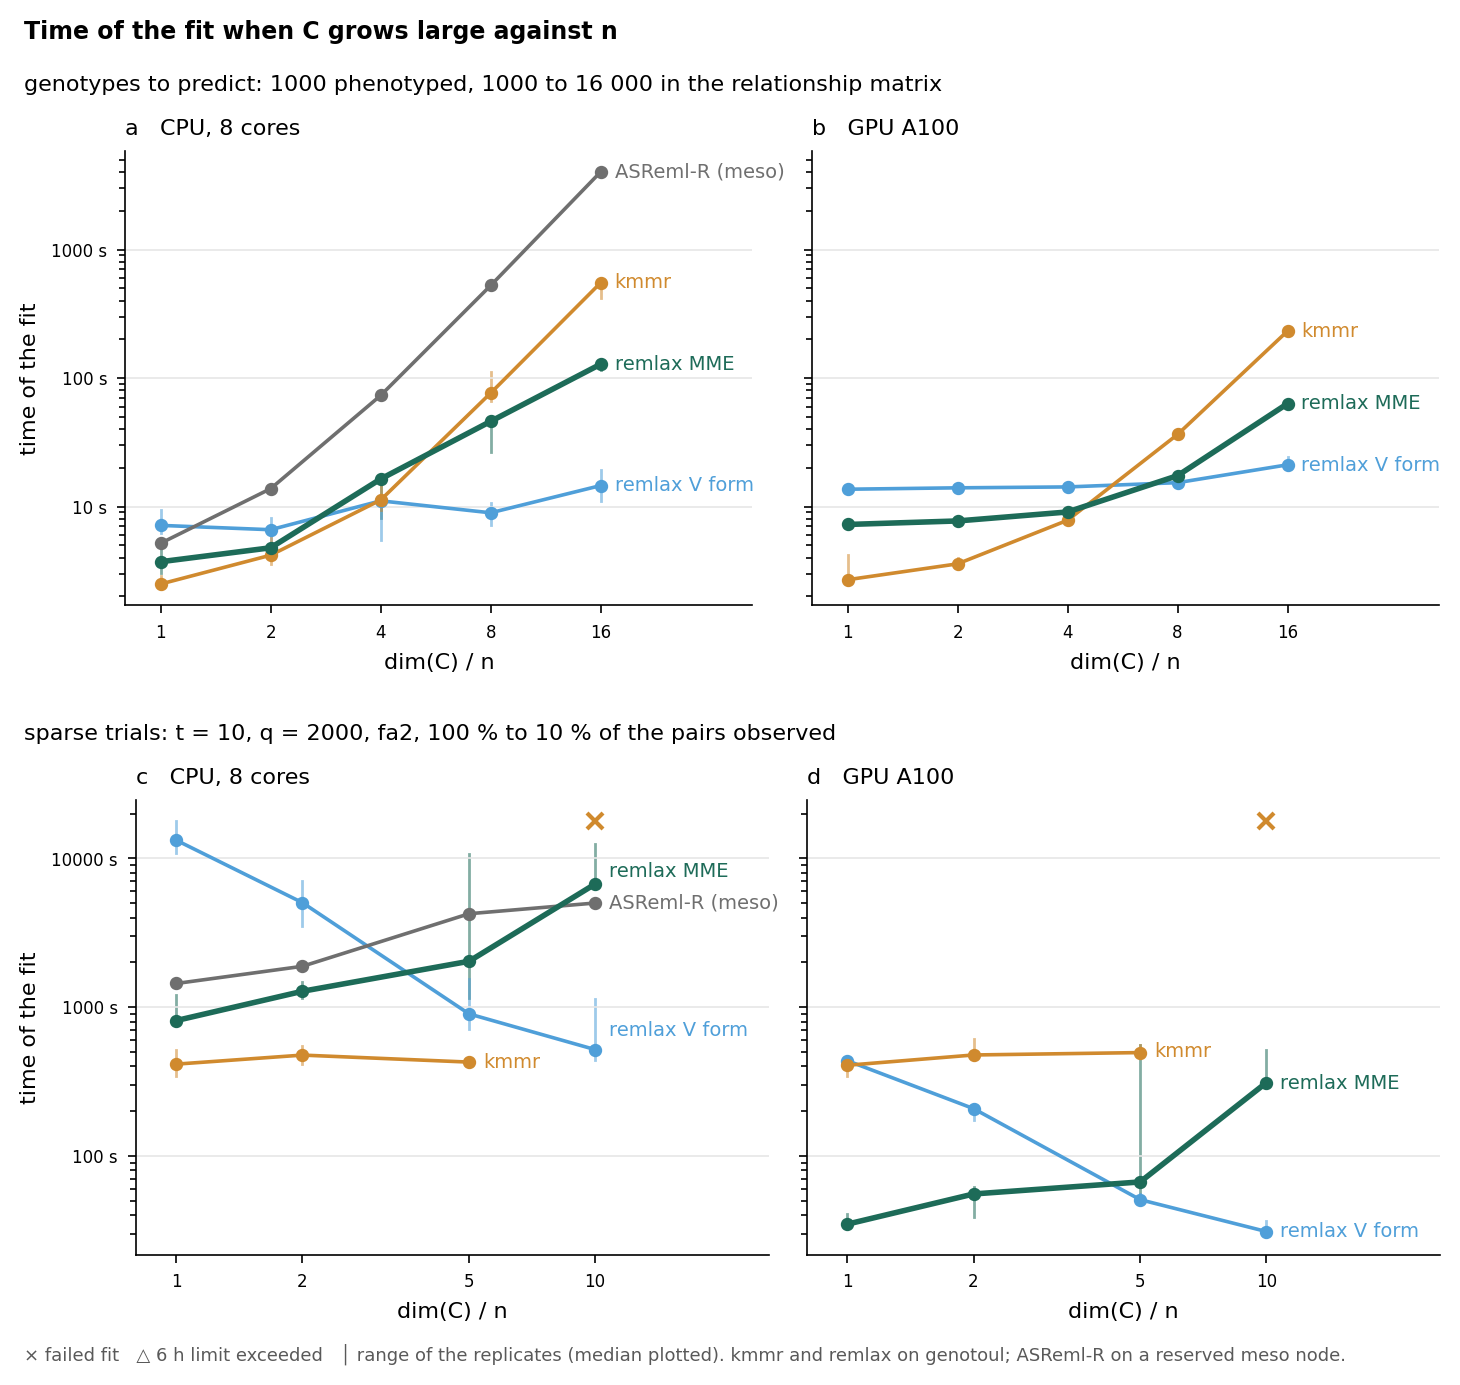 Time of the fit when C grows large against n
genotypes to predict: 1000 phenotyped, 1000 to 16 000 in the relationship matrix
a CPU, 8 cores
time of the fit
1000 s
100 s
10 s
ASReml-R (meso)
kmmr
remlax MME
remlax V form
1 2 4 8 16
dim(C) / n
b GPU A100
kmmr
remlax MME
remlax V form
1 2 4 8 16
dim(C) / n
sparse trials: t = 10, q = 2000, fa2, 100 % to 10 % of the pairs observed
c CPU, 8 cores
time of the fit
10000 s
1000 s
100 s
remlax MME
ASReml-R (meso)
remlax V form
kmmr
1 2 5 10
dim(C) / n
d GPU A100
kmmr
remlax MME
remlax V form
1 2 5 10
dim(C) / n
× failed fit △ 6 h limit exceeded | range of the replicates (median plotted). kmmr and remlax on genotoul; ASReml-R on a reserved meso node.